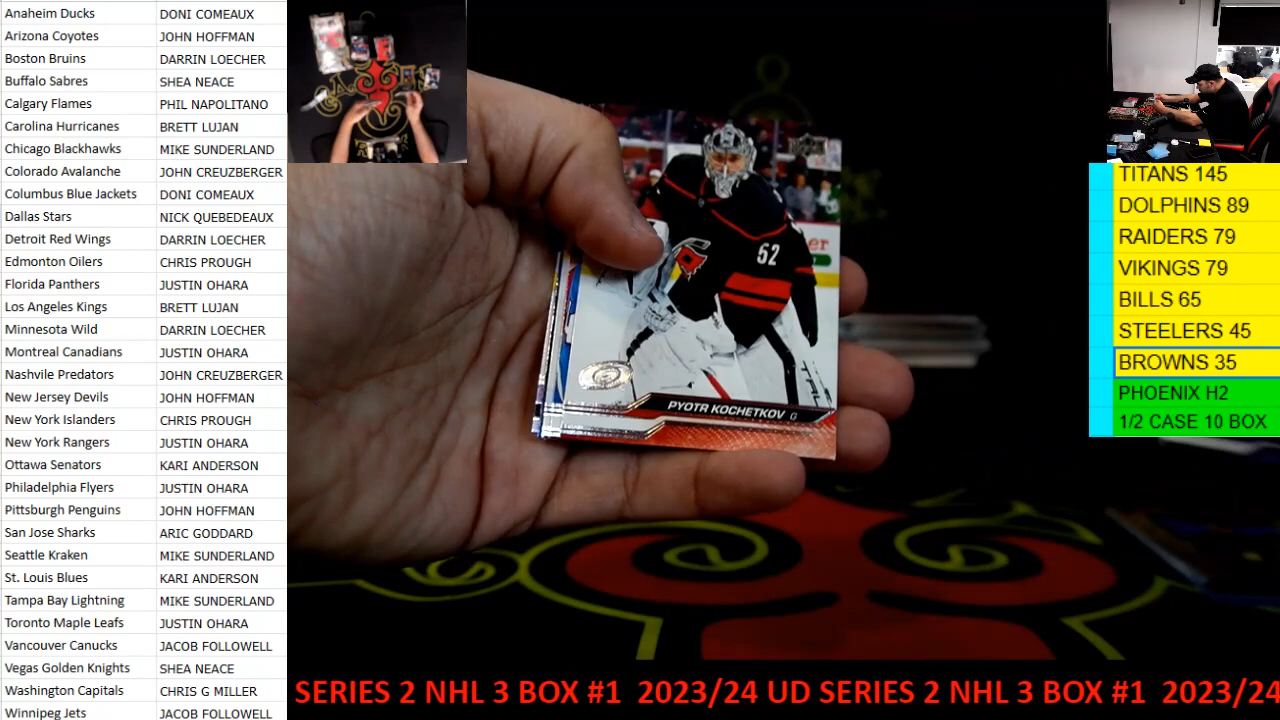 Anaheim Ducks DONI COMEAUX
Arizona Coyotes JOHN HOFFMAN
Boston Bruins DARRIN LOECHER
Buffalo Sabres SHEA NEACE
Calgary Flames PHIL NAPOLITANO
Carolina Hurricanes BRETT LUJAN
Chicago Blackhawks MIKE SUNDERLAND
Colorado Avalanche JOHN CREUZBERGER
Columbus Blue Jackets DONI COMEAUX
Dallas Stars NICK QUEBEDEAUX
Detroit Red Wings DARRIN LOECHER
Edmonton Oilers CHRIS PROUGH
Florida Panthers JUSTIN OHARA
Los Angeles Kings BRETT LUJAN
Minnesota Wild DARRIN LOECHER
Montreal Canadians JUSTIN OHARA
Nashvile Predators JOHN CREUZBERGER
New Jersey Devils JOHN HOFFMAN
New York Islanders CHRIS PROUGH
New York Rangers JUSTIN OHARA
Ottawa Senators KARI ANDERSON
Philadelphia Flyers JUSTIN OHARA
Pittsburgh Penguins JOHN HOFFMAN
San Jose Sharks ARIC GODDARD
Seattle Kraken MIKE SUNDERLAND
St. Louis Blues KARI ANDERSON
Tampa Bay Lightning MIKE SUNDERLAND
Toronto Maple Leafs JUSTIN OHARA
Vancouver Canucks JACOB FOLLOWELL
Vegas Golden Knights SHEA NEACE
Washington Capitals CHRIS G MILLER
Winnipeg Jets JACOB FOLLOWELL
52
PYOTR KOCHETKOV G
TITANS 145
DOLPHINS 89
RAIDERS 79
VIKINGS 79
BILLS 65
STEELERS 45
BROWNS 35
PHOENIX H2
1/2 CASE 10 BOX
SERIES 2 NHL 3 BOX #1 2023/24 UD SERIES 2 NHL 3 BOX #1 2023/24